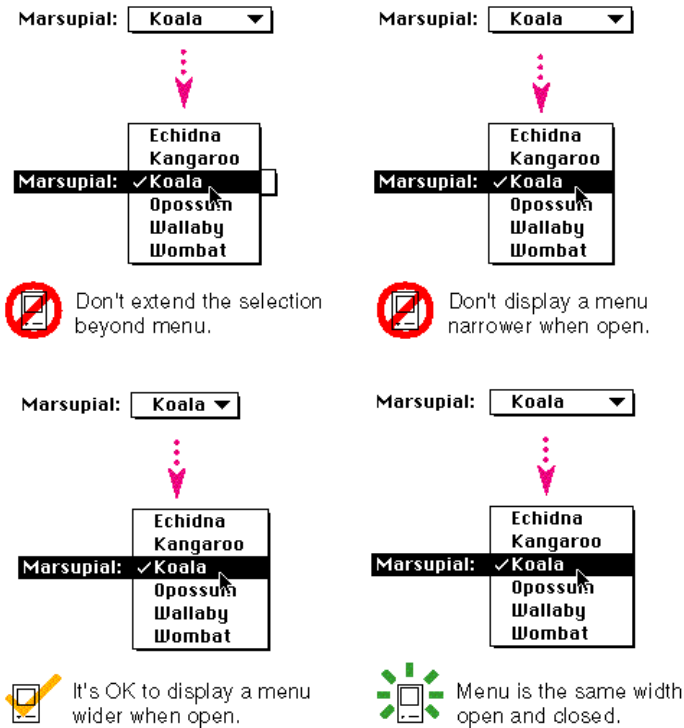 Marsupial: Koala
Echidna
Kangaroo
Marsupial: ✓Koala
Opossum
Wallaby
Wombat
Don't extend the selection
beyond menu.
Marsupial: Koala
Echidna
Kangaroo
Marsupial: ✓Koala
Opossum
Wallaby
Wombat
Don't display a menu
narrower when open.
Marsupial: Koala
Echidna
Kangaroo
Marsupial: ✓Koala
Opossum
Wallaby
Wombat
It's OK to display a menu
wider when open.
Marsupial: Koala
Echidna
Kangaroo
Marsupial: ✓Koala
Opossum
Wallaby
Wombat
Menu is the same width
open and closed.